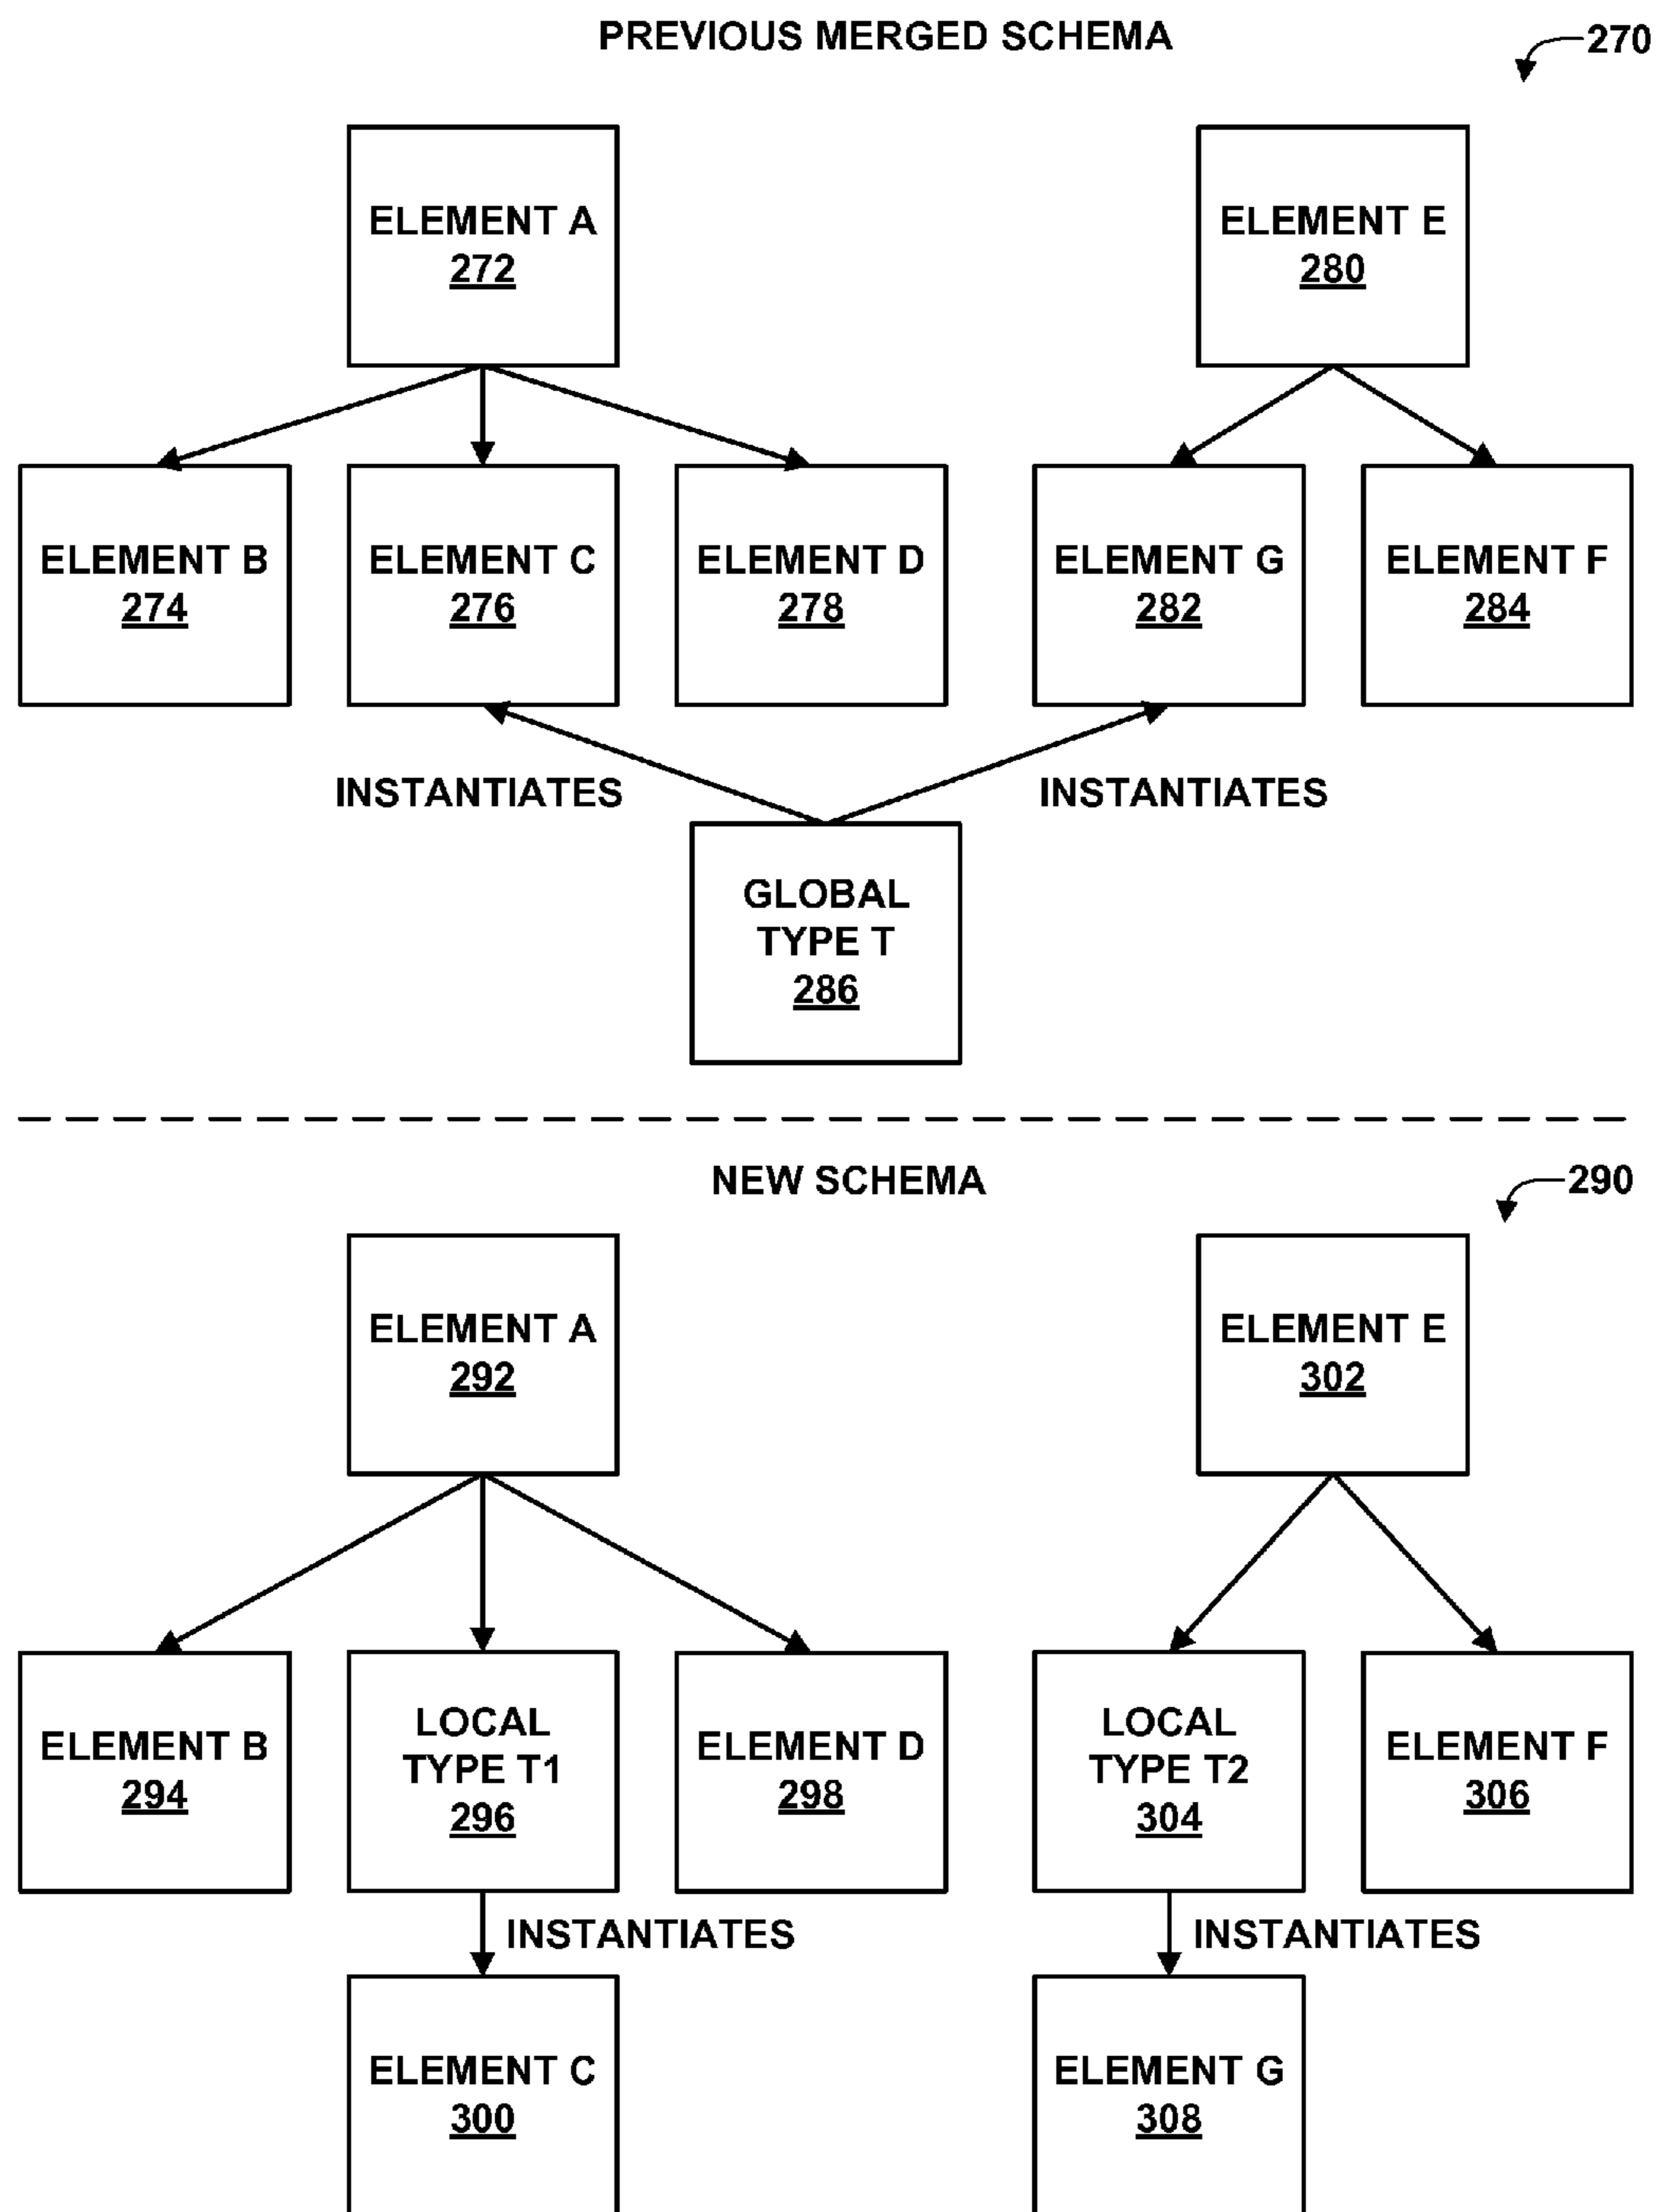 PREVIOUS MERGED SCHEMA
270
ELEMENT A
272
ELEMENT E
280
ELEMENT B
274
ELEMENT C
276
ELEMENT D
278
ELEMENT G
282
ELEMENT F
284
INSTANTIATES
INSTANTIATES
GLOBAL
TYPE T
286
NEW SCHEMA
290
ELEMENT A
292
ELEMENT E
302
ELEMENT B
294
LOCAL
TYPE T1
296
ELEMENT D
298
LOCAL
TYPE T2
304
ELEMENT F
306
INSTANTIATES
INSTANTIATES
ELEMENT C
300
ELEMENT G
308